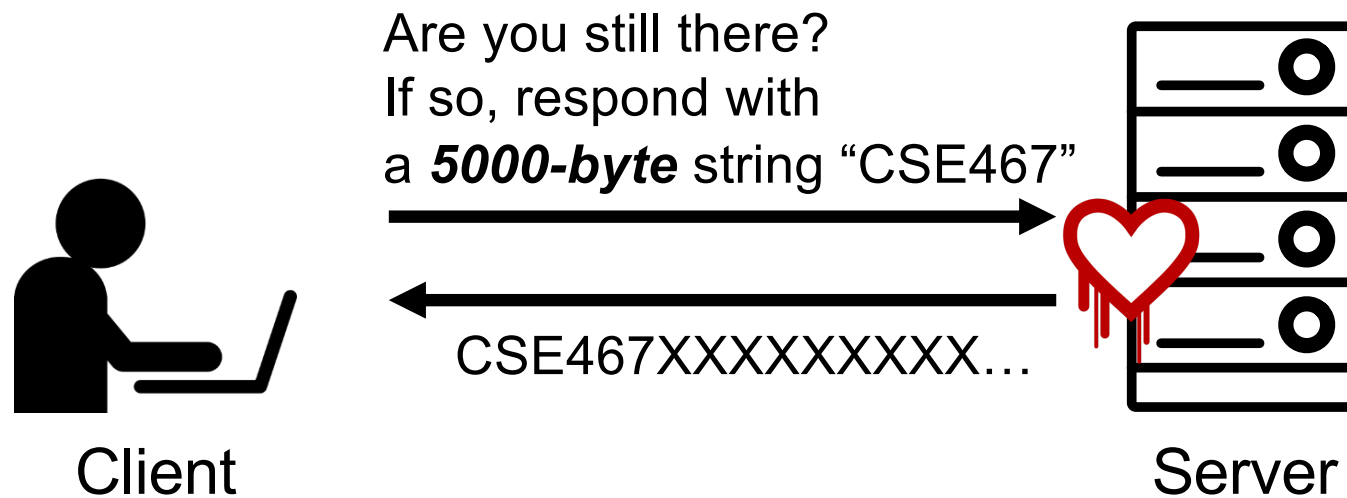 Are you still there?
If so, respond with
a 5000-byte string “CSE467”
CSE467XXXXXXXXX…
Client
Server